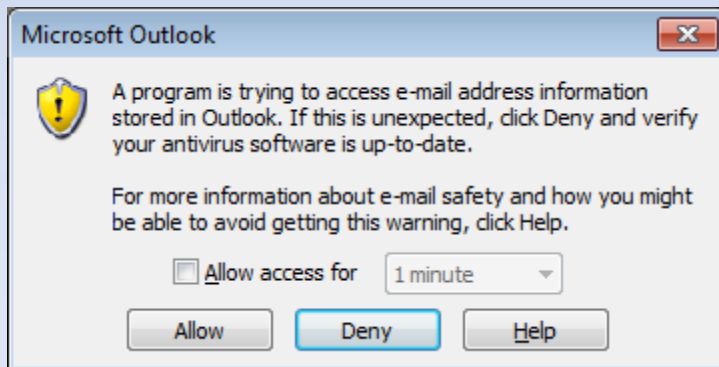 Microsoft Outlook
A program is trying to access e-mail address information
stored in Outlook. If this is unexpected, click Deny and verify
your antivirus software is up-to-date.
For more information about e-mail safety and how you might
be able to avoid getting this warning, click Help.
Allow access for 1 minute
Allow Deny Help